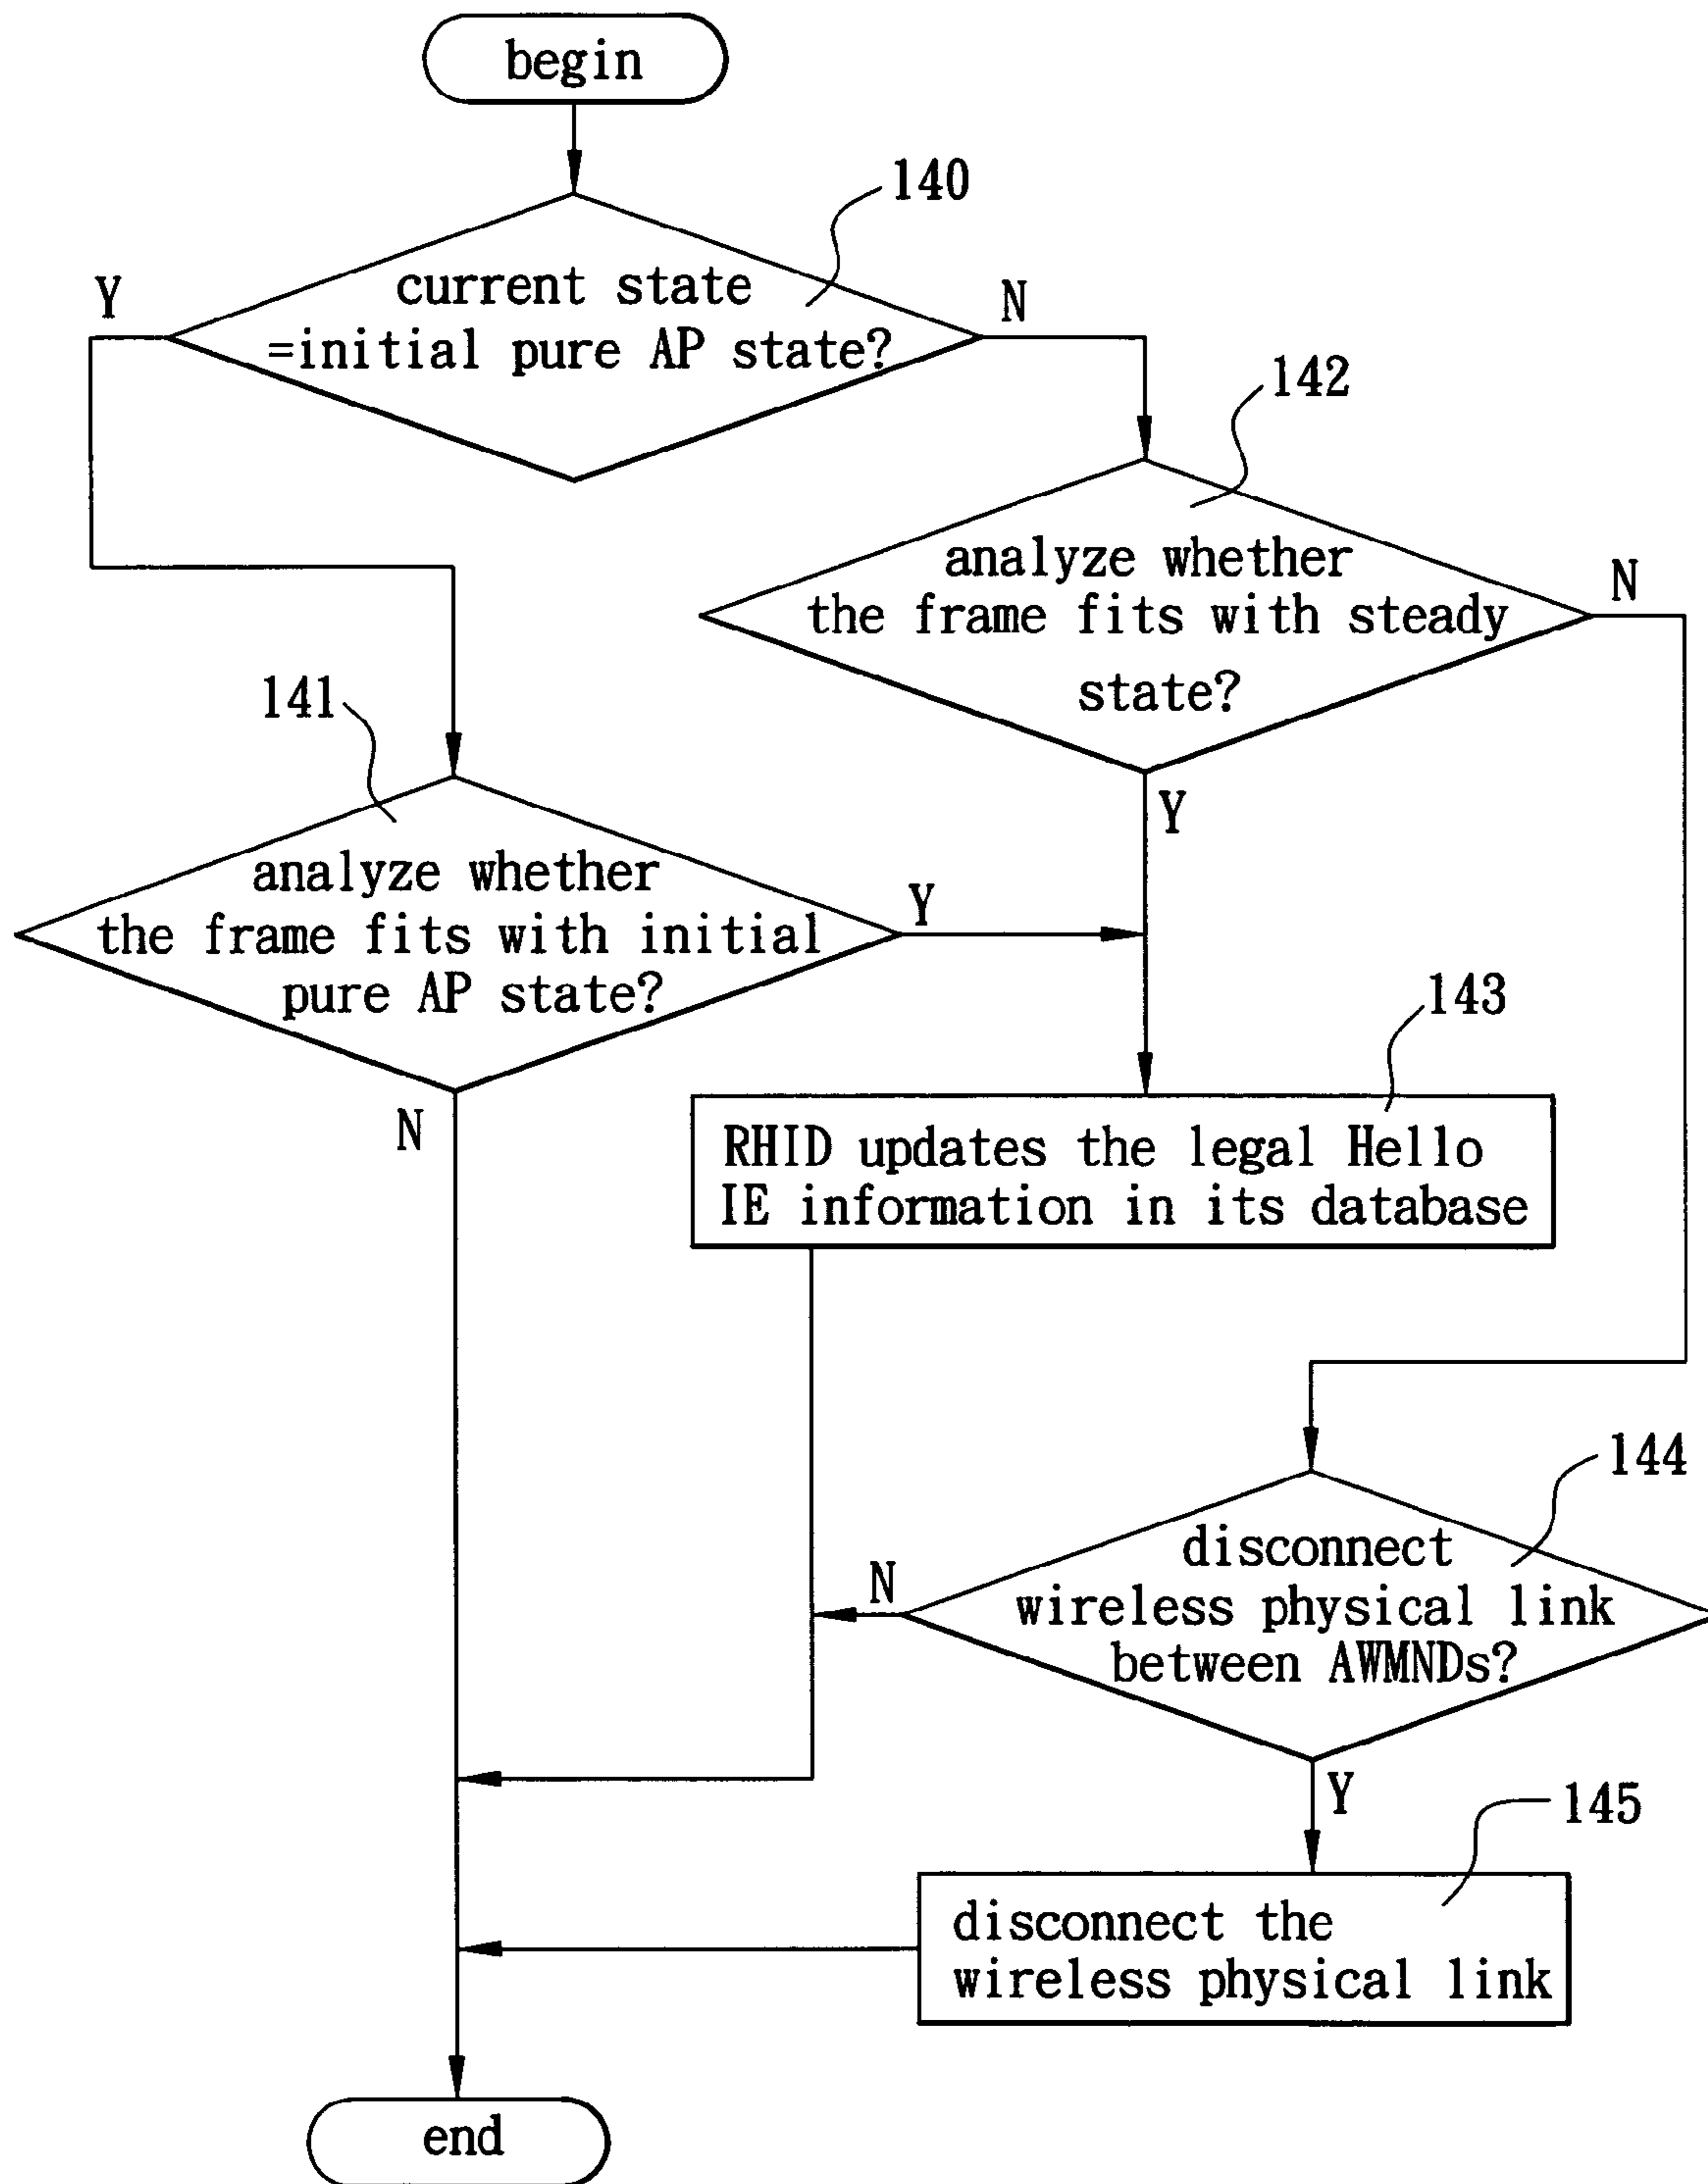 begin
140
current state
=initial pure AP state?
Y
N
142
analyze whether
the frame fits with steady
state?
N
Y
141
analyze whether
the frame fits with initial
pure AP state?
Y
N
143
RHID updates the legal Hello
IE information in its database
144
disconnect
wireless physical link
between AWMNDs?
N
Y
145
disconnect the
wireless physical link
end